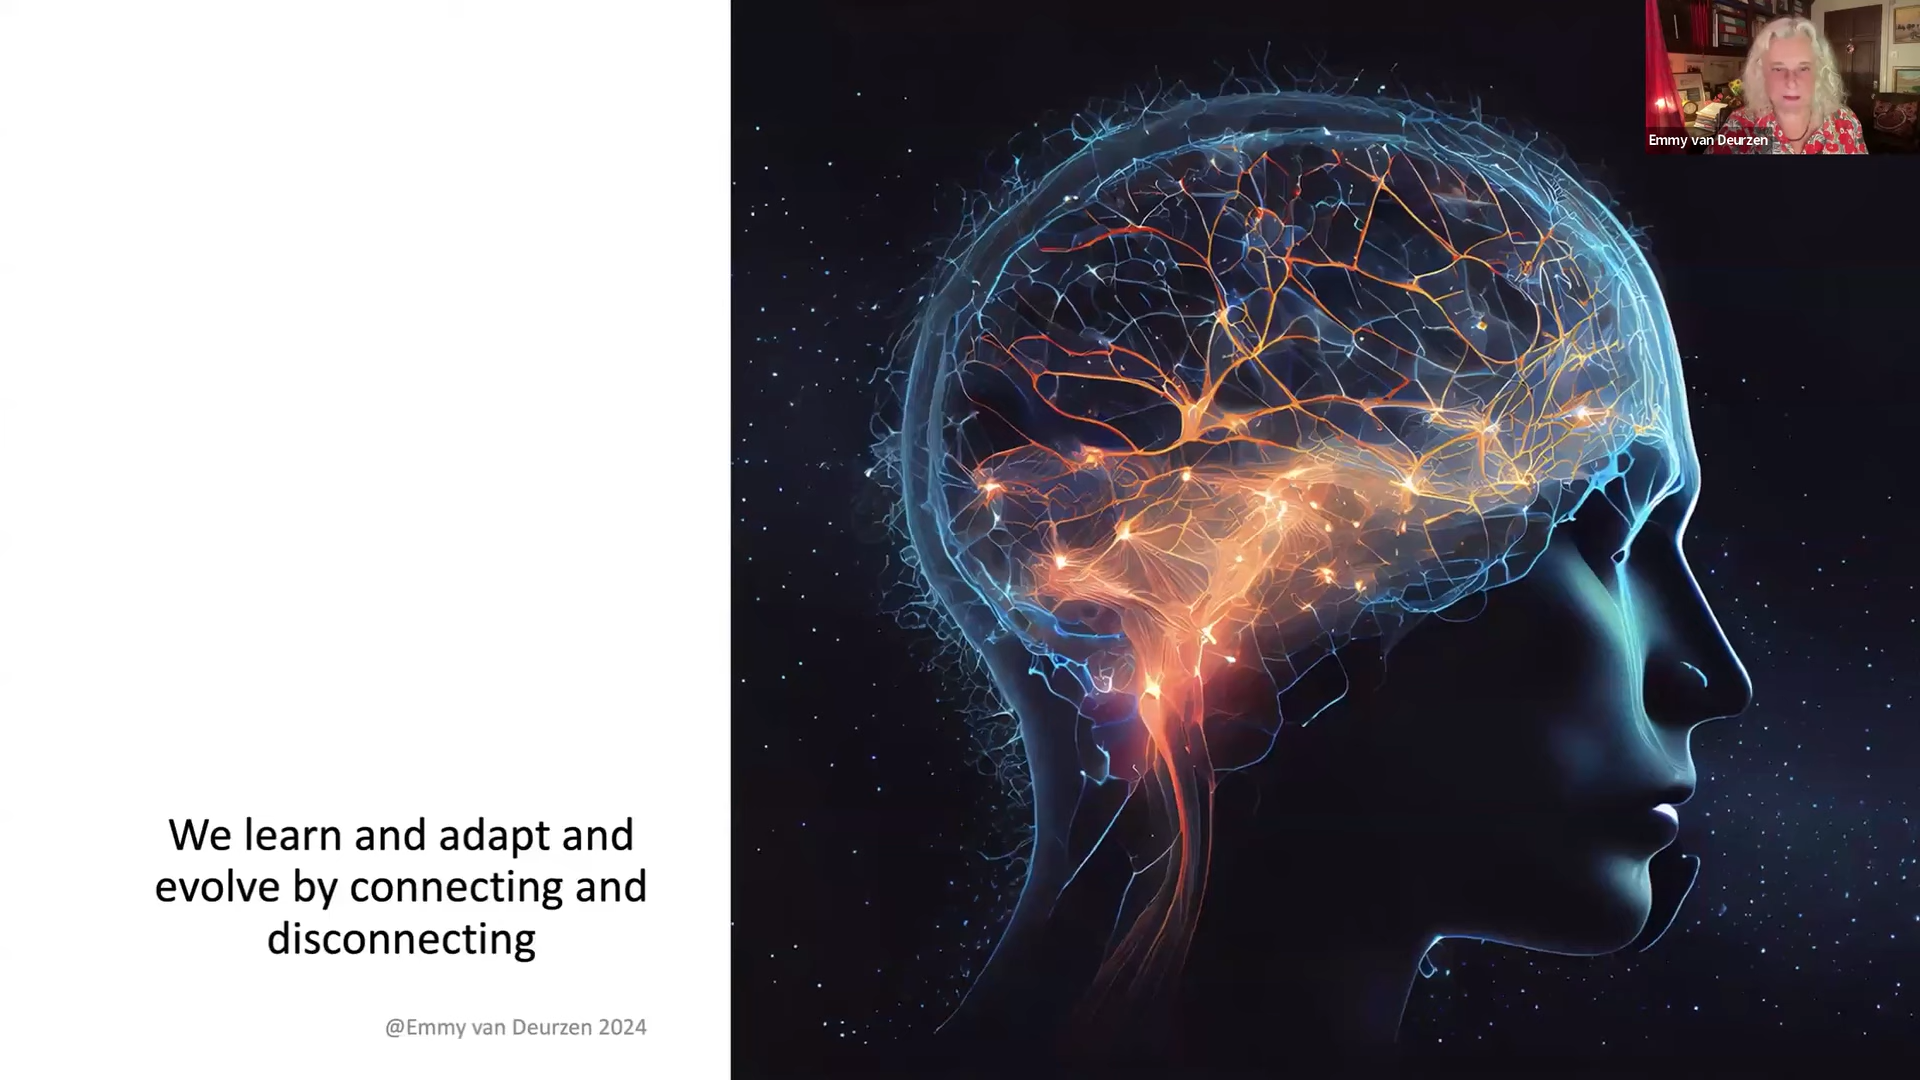 Emmy van Deurzen
We learn and adapt and
evolve by connecting and
disconnecting
@Emmy van Deurzen 2024